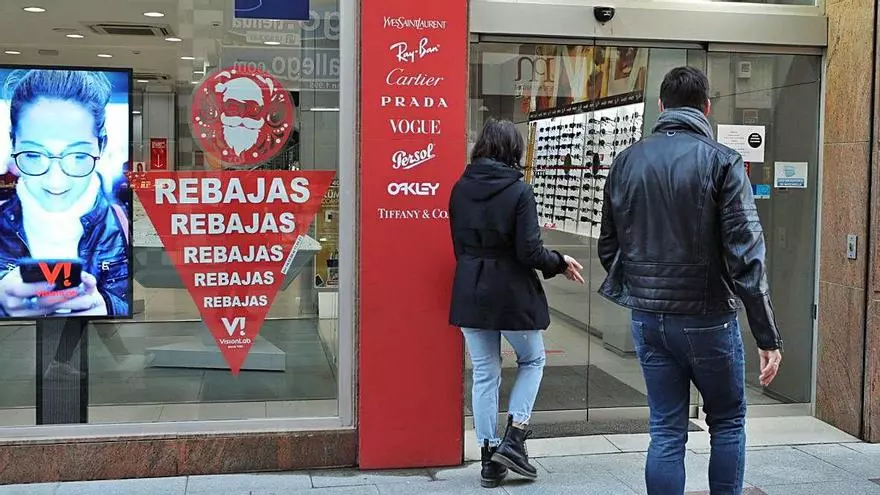 REBAJAS
REBAJAS
REBAJAS
REBAJAS
REBAJAS
V!
VISIONLAB
V!
YVESSAINTLAURENT
Ray-Ban
Cartier
PRADA
VOGUE
Persol
OAKLEY
TIFFANY & CO.